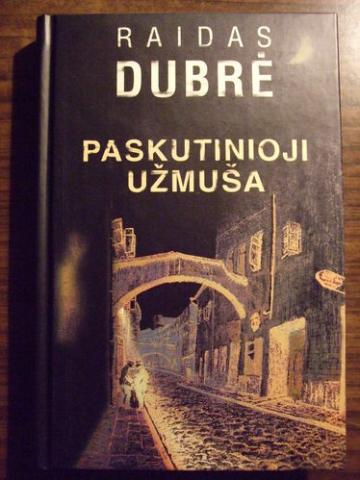 RAIDAS
DUBRĖ
PASKUTINIOJI
UŽMUŠA